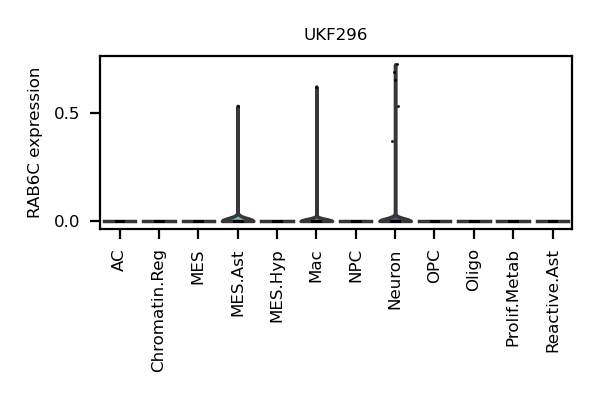 UKF296
RAB6C expression
0.5
0.0
AC
Chromatin.Reg
MES
MES.Ast
MES.Hyp
Mac
NPC
Neuron
OPC
Oligo
Prolif.Metab
Reactive.Ast